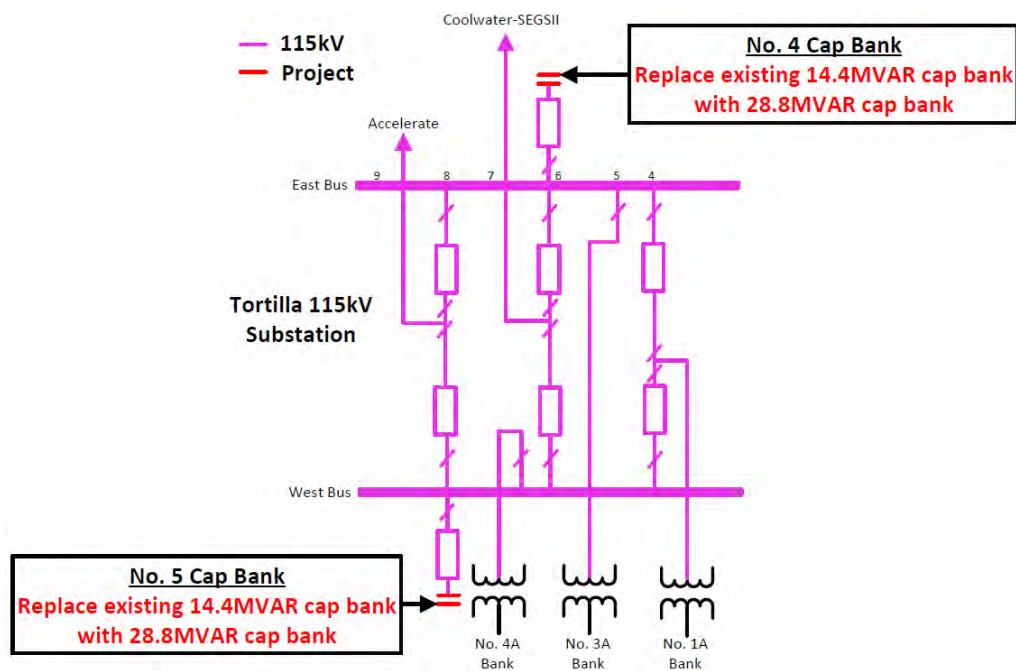 Coolwater-SEGSII
115kV
Project
No. 4 Cap Bank
Replace existing 14.4MVAR cap bank
with 28.8MVAR cap bank
Accelerate
East Bus
9 8 7 6 5 4
Tortilla 115kV
Substation
West Bus
No. 5 Cap Bank
Replace existing 14.4MVAR cap bank
with 28.8MVAR cap bank
No. 4A
Bank
No. 3A
Bank
No. 1A
Bank